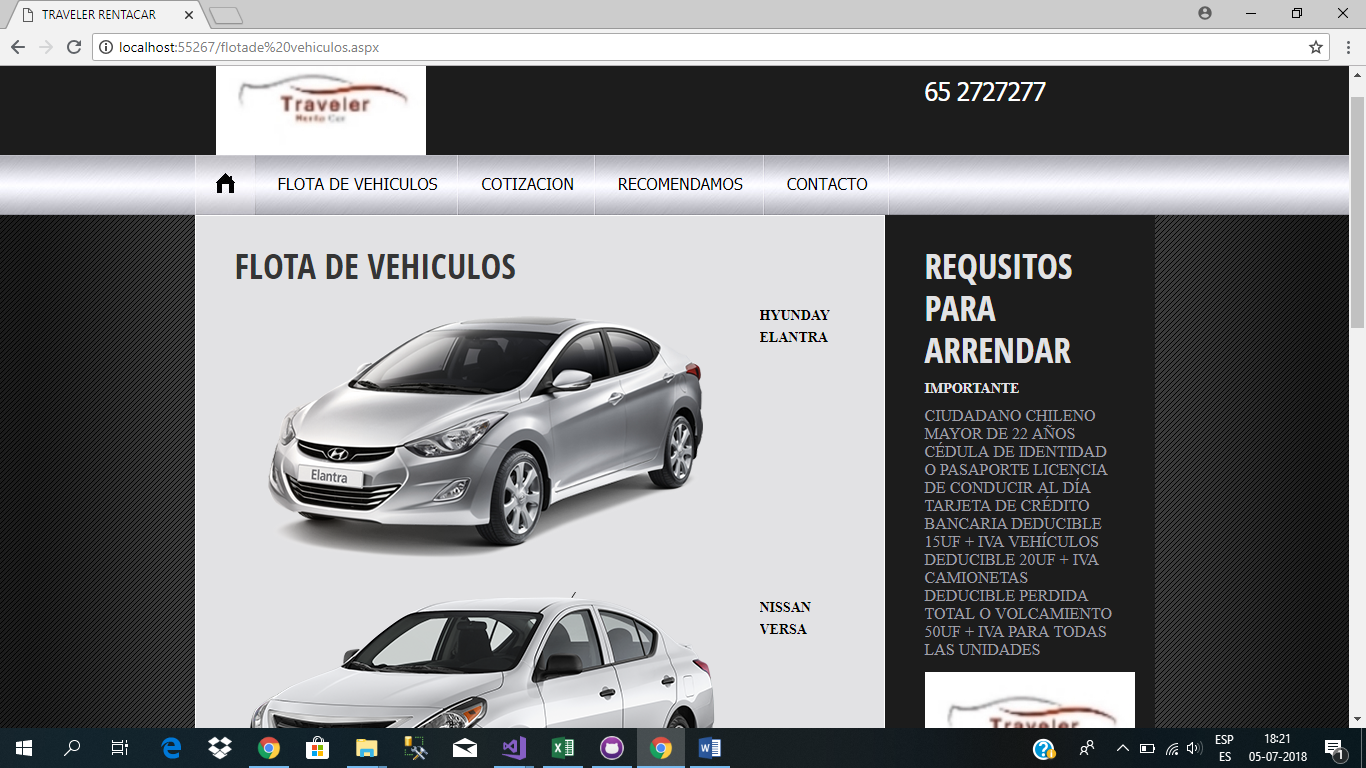 TRAVELER RENTACAR
localhost:55267/flotade%20vehiculos.aspx
Traveler
Renta Car
65 2727277
FLOTA DE VEHICULOS
COTIZACION
RECOMENDAMOS
CONTACTO
FLOTA DE VEHICULOS
HYUNDAY
ELANTRA
Elantra
NISSAN
VERSA
REQUSITOS
PARA
ARRENDAR
IMPORTANTE
CIUDADANO CHILENO
MAYOR DE 22 AÑOS
CÉDULA DE IDENTIDAD
O PASAPORTE LICENCIA
DE CONDUCIR AL DÍA
TARJETA DE CRÉDITO
BANCARIA DEDUCIBLE
15UF + IVA VEHÍCULOS
DEDUCIBLE 20UF + IVA
CAMIONETAS
DEDUCIBLE PERDIDA
TOTAL O VOLCAMIENTO
50UF + IVA PARA TODAS
LAS UNIDADES
Traveler
ESP
ES
18:21
05-07-2018
1